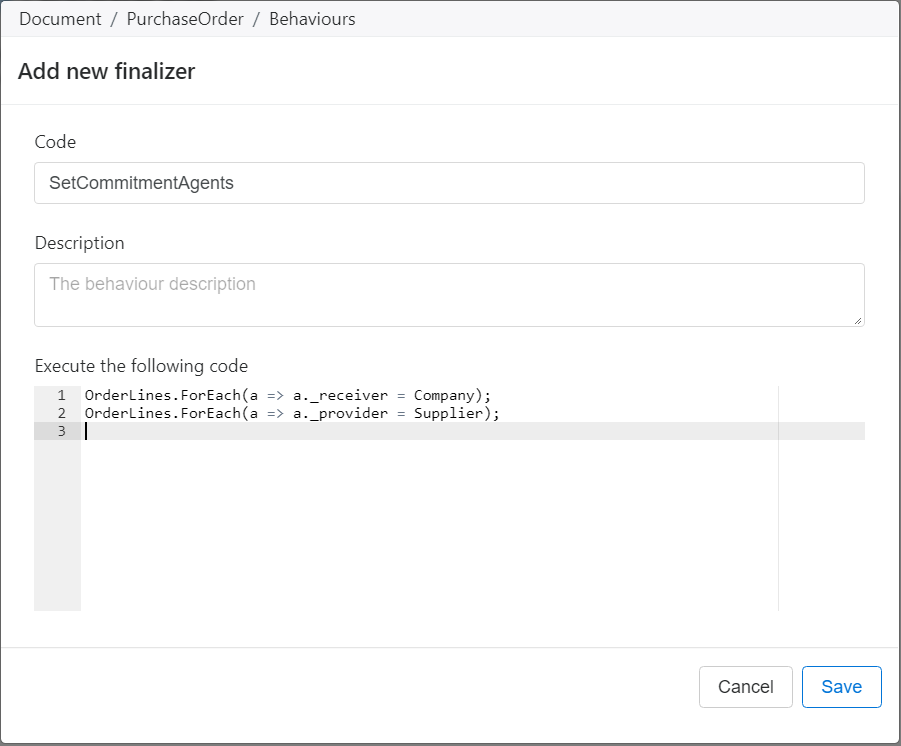 Document / PurchaseOrder / Behaviours
Add new finalizer
Code
SetCommitmentAgents
Description
The behaviour description
Execute the following code
1 OrderLines.ForEach(a => a._receiver = Company);
2 OrderLines.ForEach(a => a._provider = Supplier);
3
Cancel Save